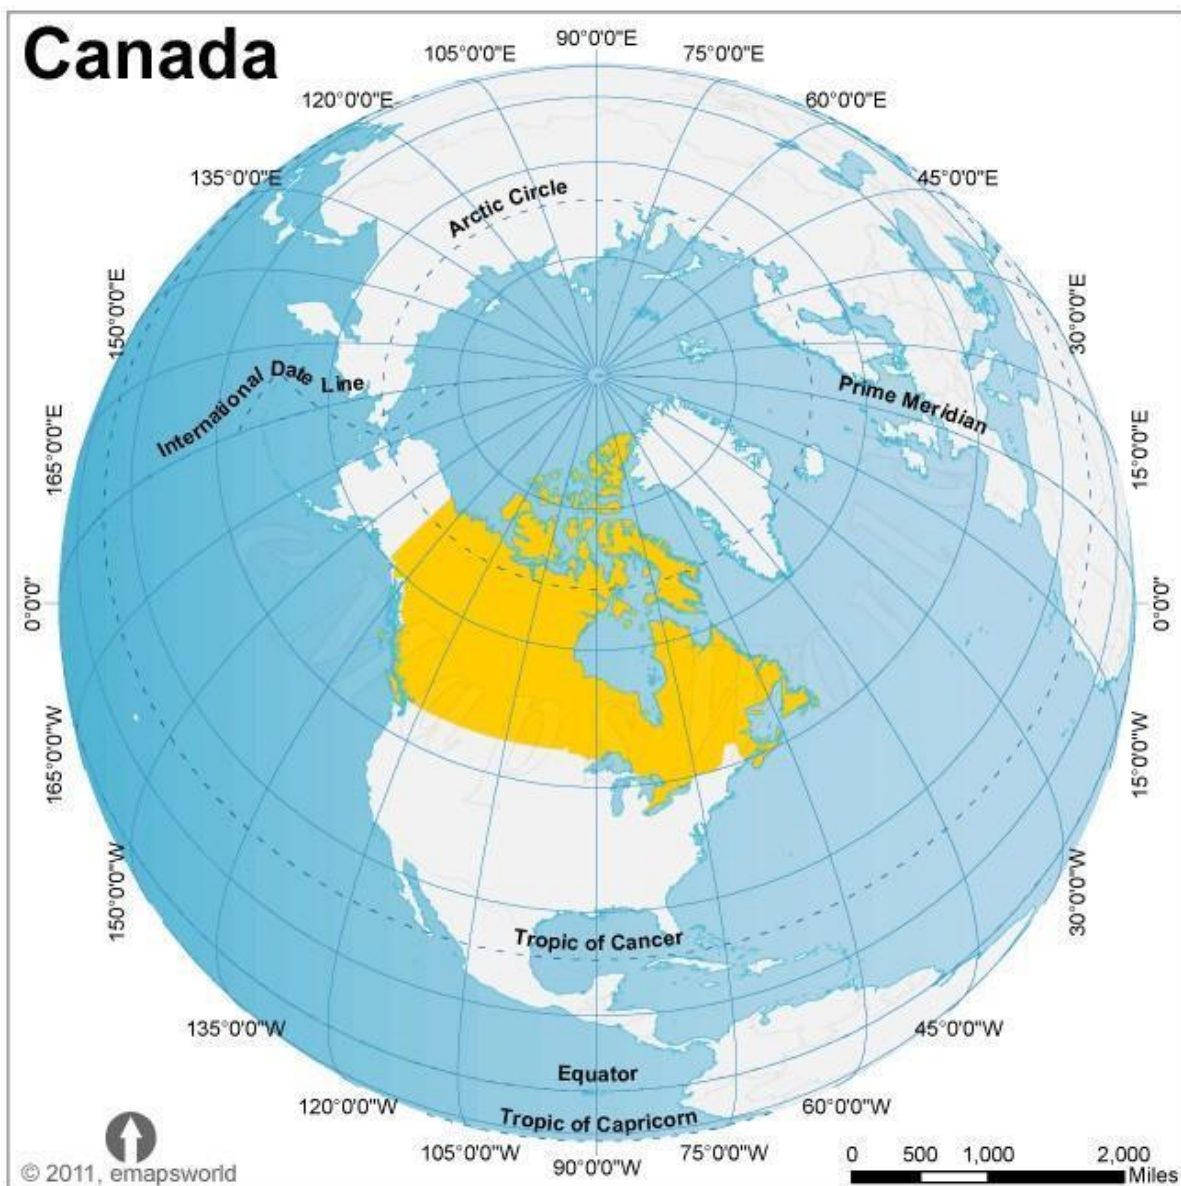 Canada
90°0'0"E
105°0'0"E
75°0'0"E
120°0'0"E
60°0'0"E
135°0'0"E
45°0'0"E
Arctic Circle
150°0'0"E
30°0'0"E
International Date Line
Prime Meridian
165°0'0"E
15°0'0"E
0°0'0"
0°0'0"
165°0'0"W
15°0'0"W
150°0'0"W
30°0'0"W
Tropic of Cancer
135°0'0"W
45°0'0"W
Equator
120°0'0"W
Tropic of Capricorn
60°0'0"W
105°0'0"W
90°0'0"W
75°0'0"W
0 500 1,000 2,000
Miles
© 2011, emapsworld